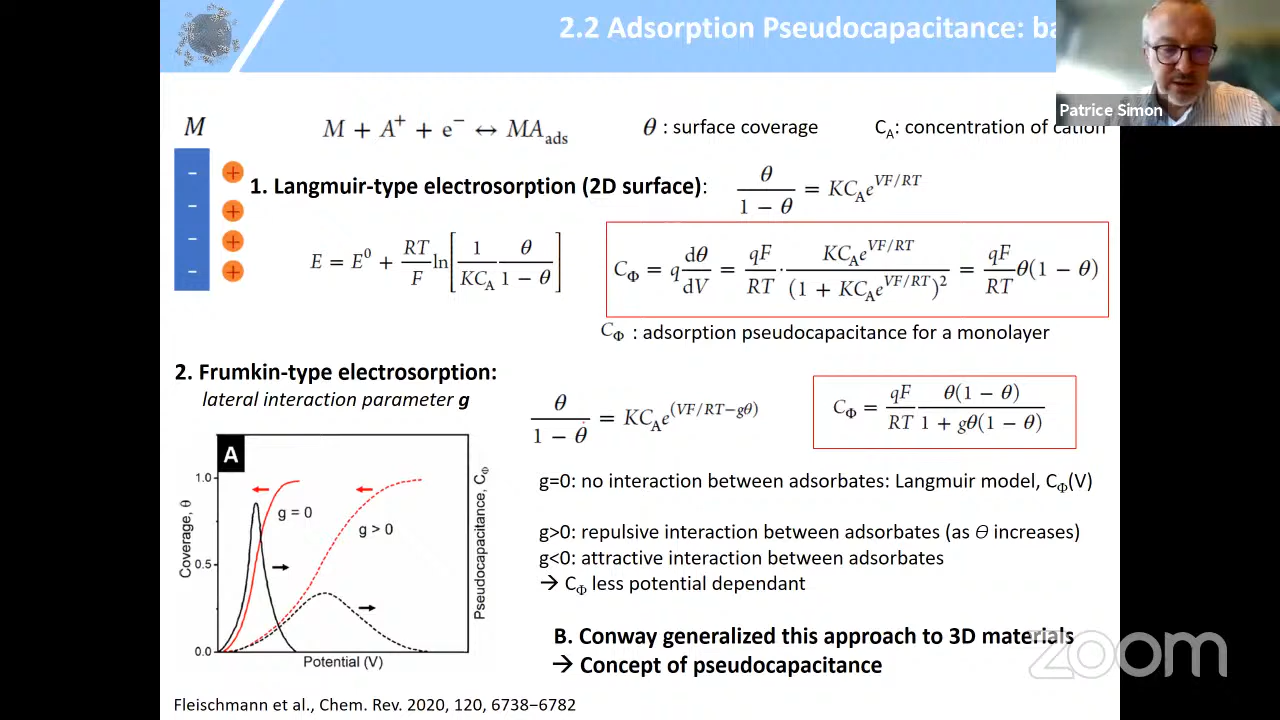 2.2 Adsorption Pseudocapacitance:
Patrice Simon
M
M + A⁺ + e⁻ ↔ MA_ads
θ : surface coverage
C_A: concentration of cation
1. Langmuir-type electrosorption (2D surface):
θ / (1 − θ) = KC_A e^(VF/RT)
E = E⁰ + RT/F ln[1/KC_A θ/(1 − θ)]
C_Φ = q dθ/dV = qF/RT · KC_A e^(VF/RT) / (1 + KC_A e^(VF/RT))² = qF/RT θ(1 − θ)
C_Φ : adsorption pseudocapacitance for a monolayer
2. Frumkin-type electrosorption:
lateral interaction parameter g
θ / (1 − θ) = KC_A e^(VF/RT−gθ)
C_Φ = qF/RT θ(1 − θ) / (1 + gθ(1 − θ))
A
1.0
0.5
0.0
Coverage, θ
g = 0
g > 0
Pseudocapacitance, C_Φ
Potential (V)
g=0: no interaction between adsorbates: Langmuir model, C_Φ(V)
g>0: repulsive interaction between adsorbates (as Θ increases)
g<0: attractive interaction between adsorbates
→ C_Φ less potential dependant
B. Conway generalized this approach to 3D materials
→ Concept of pseudocapacitance
zoom
Fleischmann et al., Chem. Rev. 2020, 120, 6738−6782